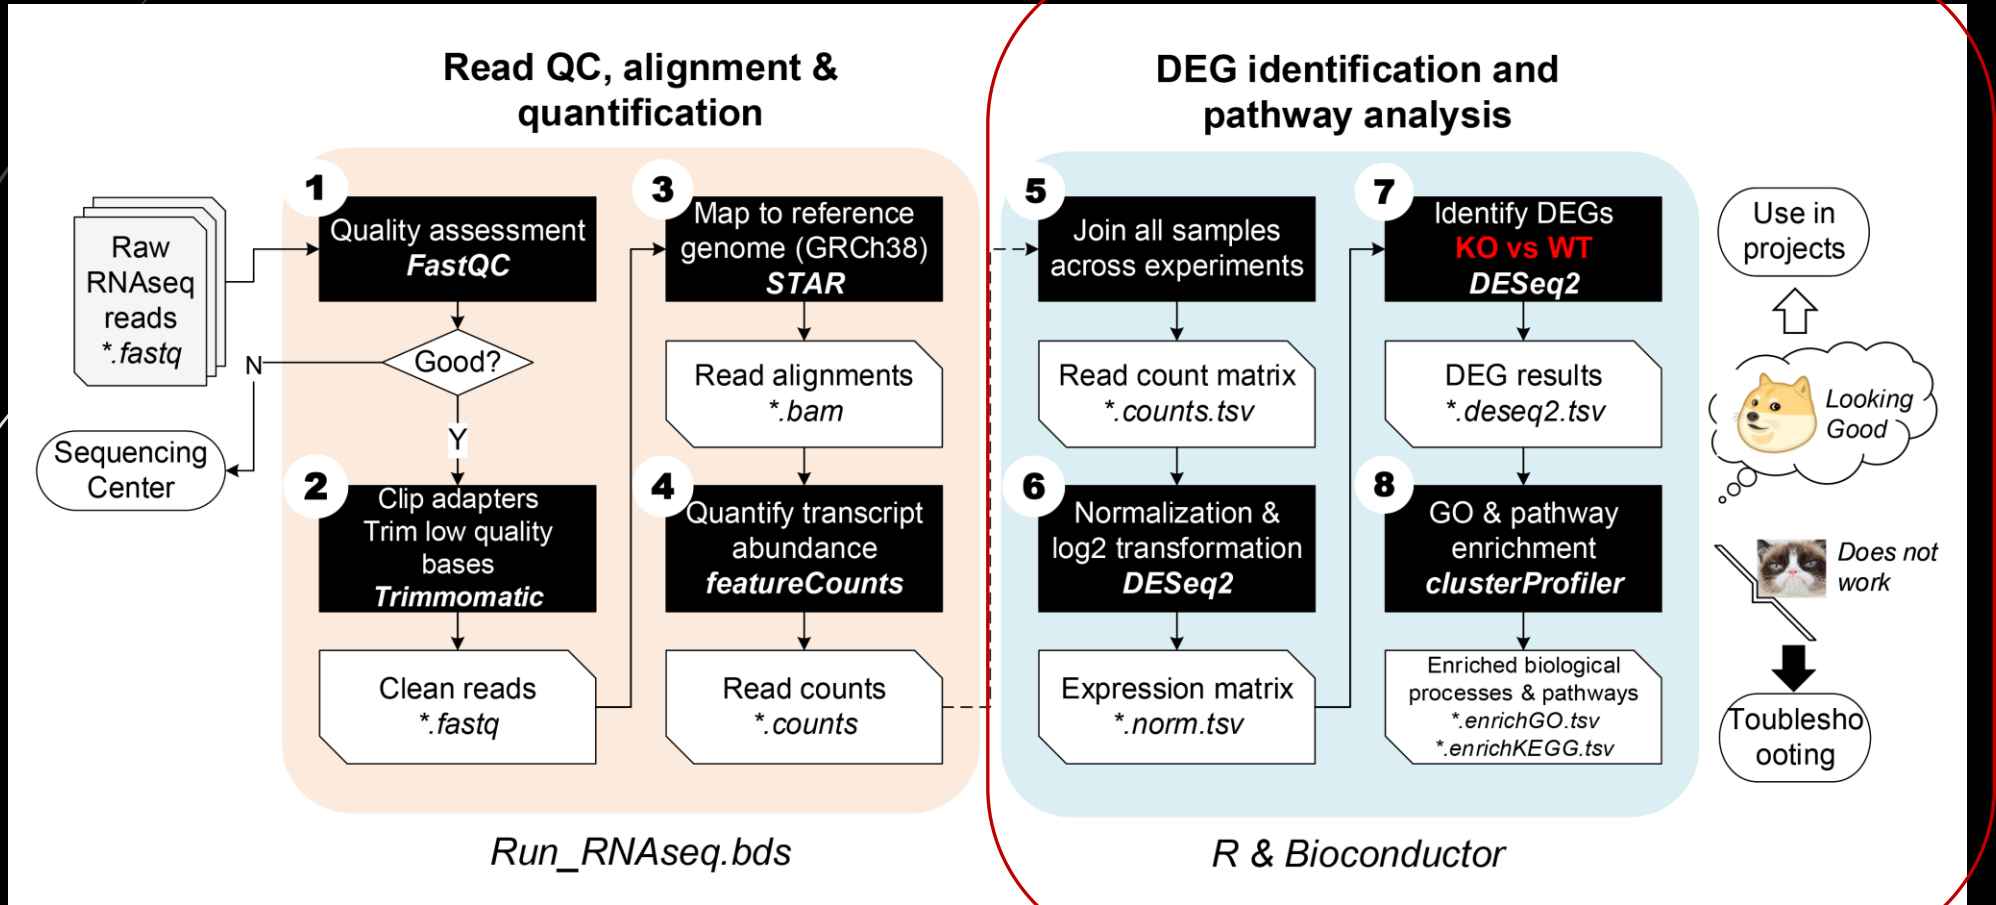 Read QC, alignment &
quantification
DEG identification and
pathway analysis
Raw
RNAseq
reads
*.fastq
Sequencing
Center
1
Quality assessment
FastQC
Good?
N
Y
2
Clip adapters
Trim low quality
bases
Trimmomatic
Clean reads
*.fastq
3
Map to reference
genome (GRCh38)
STAR
Read alignments
*.bam
4
Quantify transcript
abundance
featureCounts
Read counts
*.counts
5
Join all samples
across experiments
Read count matrix
*.counts.tsv
6
Normalization &
log2 transformation
DESeq2
Expression matrix
*.norm.tsv
7
Identify DEGs
KO vs WT
DESeq2
DEG results
*.deseq2.tsv
8
GO & pathway
enrichment
clusterProfiler
Enriched biological
processes & pathways
*.enrichGO.tsv
*.enrichKEGG.tsv
Use in
projects
Looking
Good
Does not
work
Toublesho
ooting
Run_RNAseq.bds
R & Bioconductor